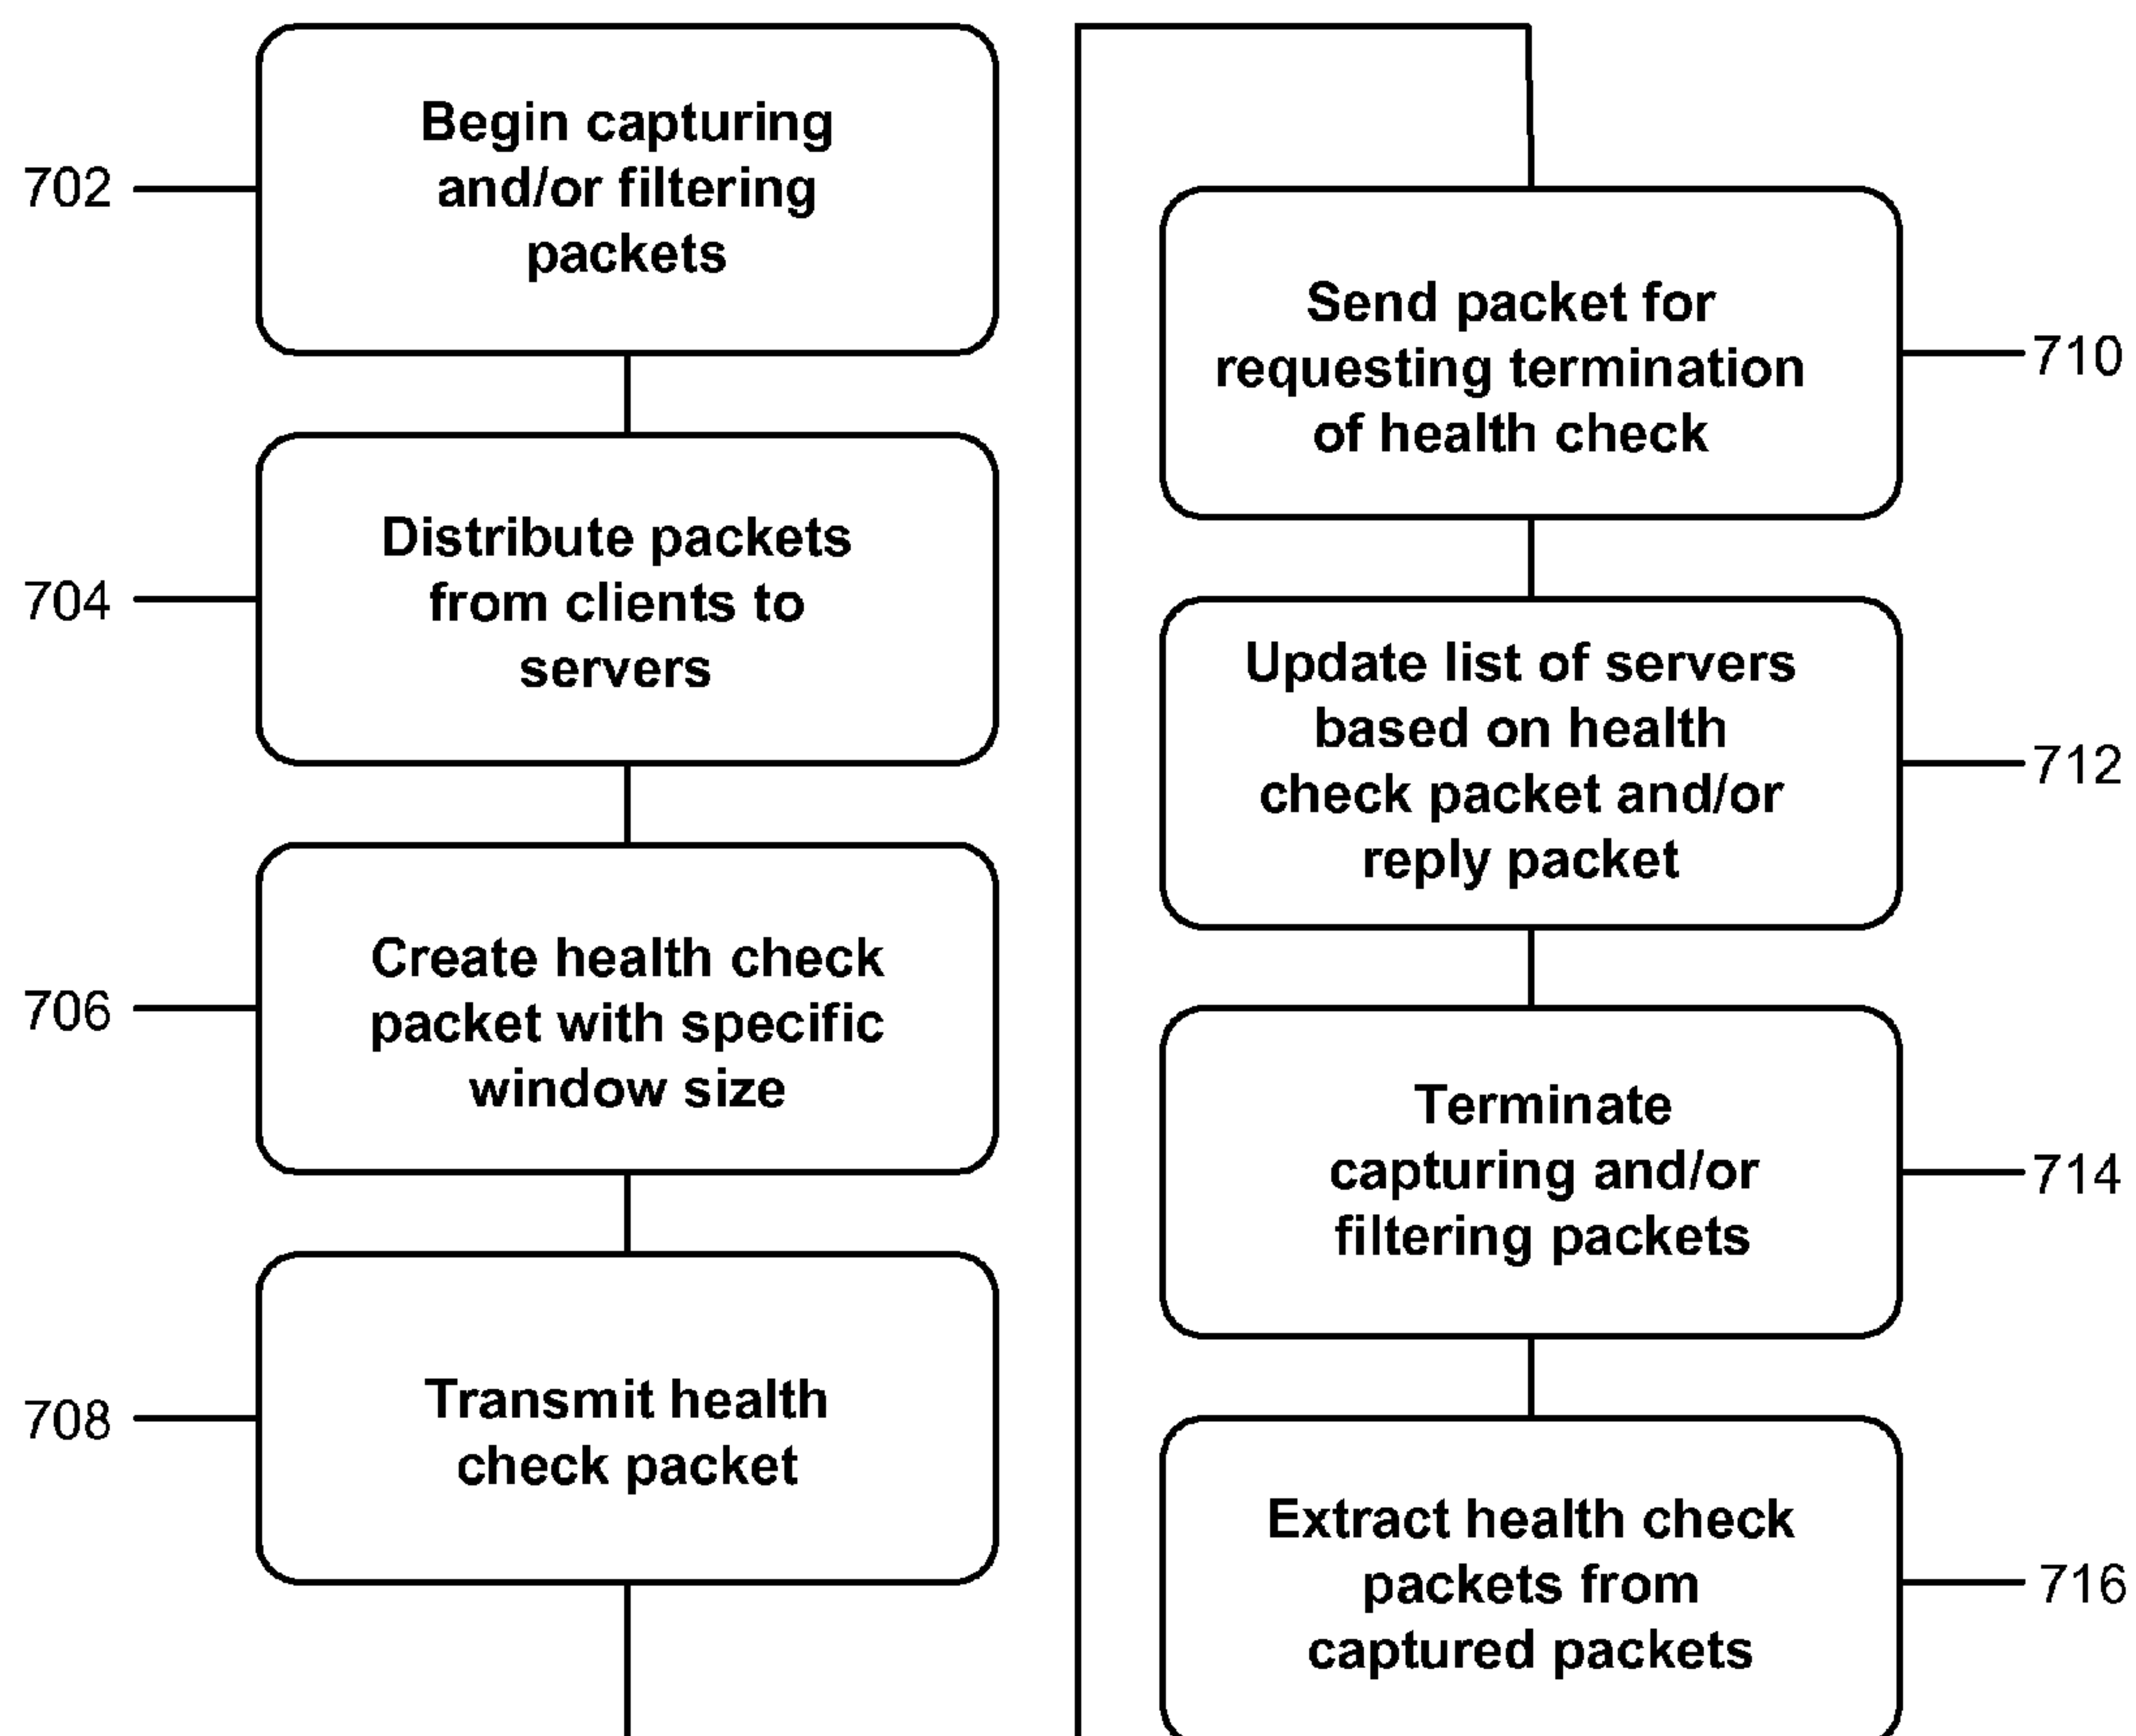 702
Begin capturing
and/or filtering
packets
704
Distribute packets
from clients to
servers
706
Create health check
packet with specific
window size
708
Transmit health
check packet
Send packet for
requesting termination
of health check
710
Update list of servers
based on health
check packet and/or
reply packet
712
Terminate
capturing and/or
filtering packets
714
Extract health check
packets from
captured packets
716